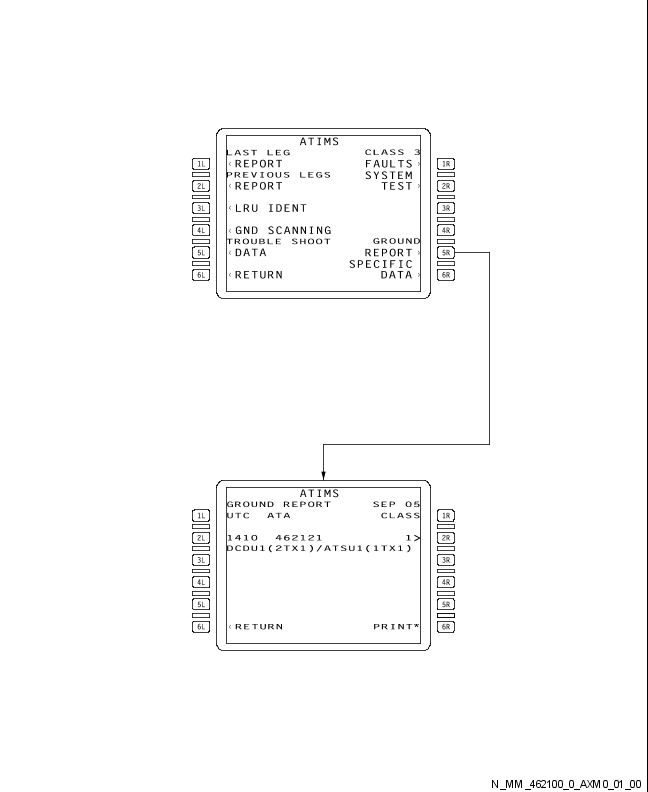 ATIMS
LAST LEG CLASS 3
1L <REPORT FAULTS> 1R
PREVIOUS LEGS SYSTEM
2L <REPORT TEST> 2R
3L <LRU IDENT 3R
4L <GND SCANNING 4R
TROUBLE SHOOT GROUND
5L <DATA REPORT> 5R
SPECIFIC
6L <RETURN DATA> 6R
ATIMS
GROUND REPORT SEP 05
1L UTC ATA CLASS 1R
2L 1410 462121 1> 2R
DCDU1(2TX1)/ATSU1(1TX1)
3L 3R
4L 4R
5L 5R
6L <RETURN PRINT* 6R
N_MM_462100_0_AXM0_01_00